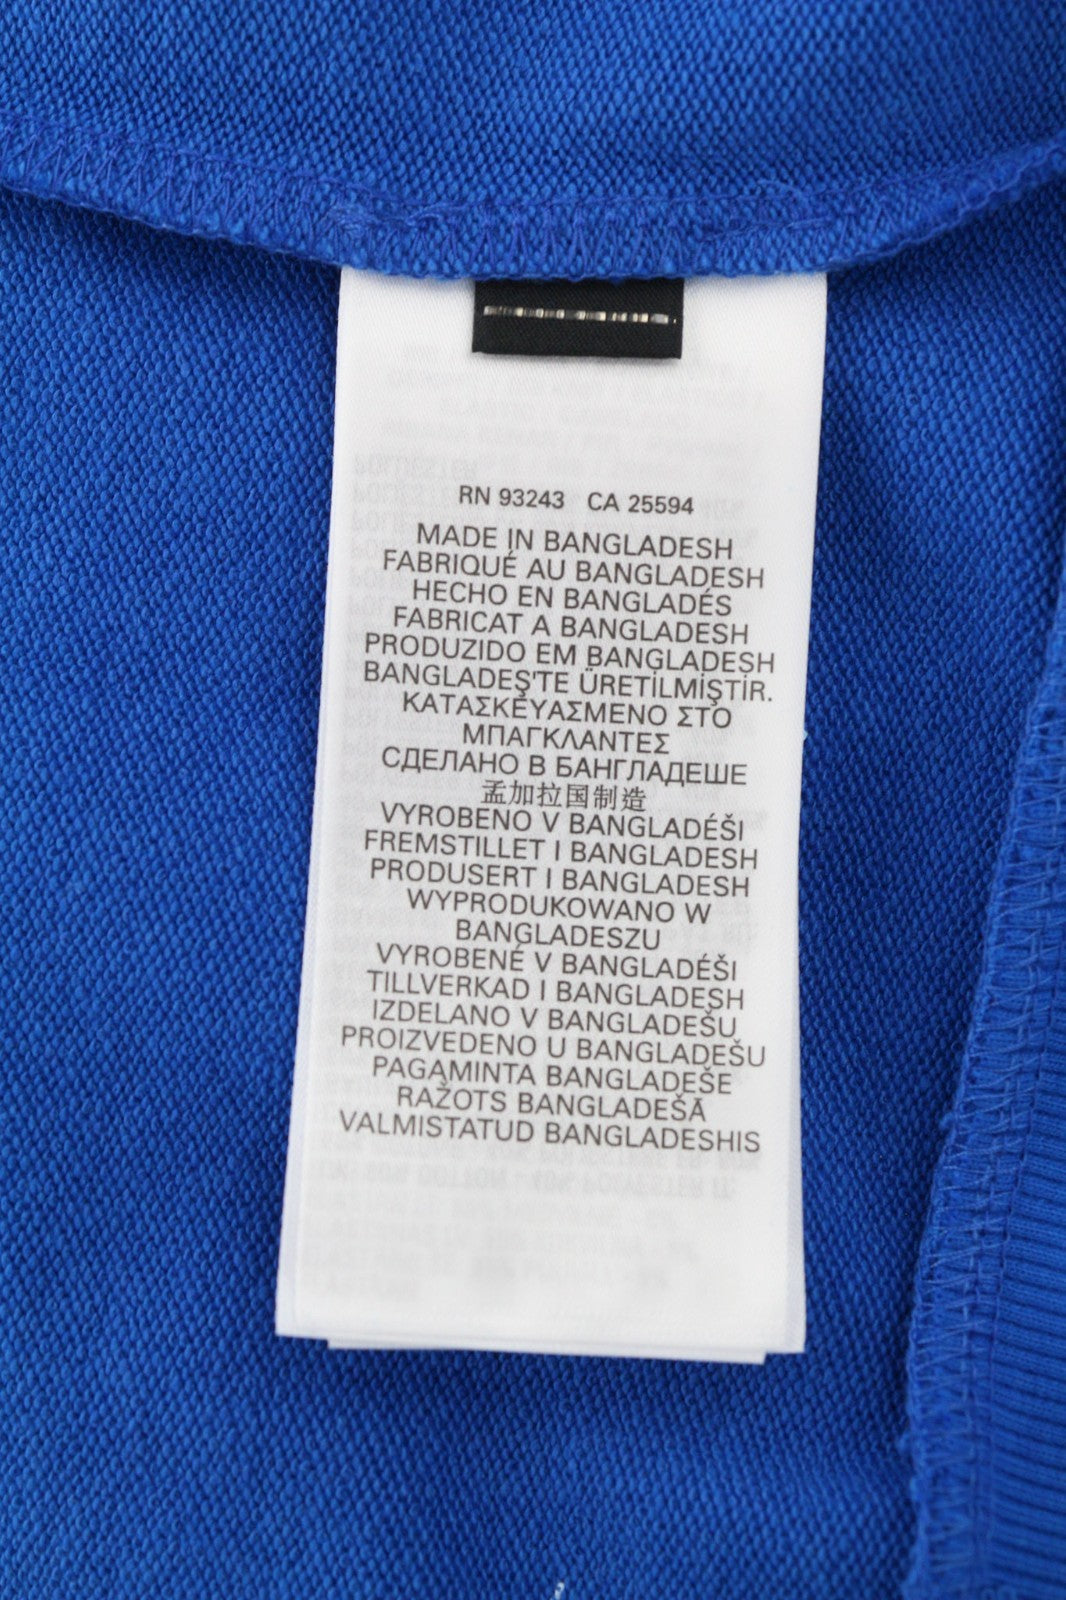 RN 93243 CA 25594
MADE IN BANGLADESH
FABRIQUÉ AU BANGLADESH
HECHO EN BANGLADÉS
FABRICAT A BANGLADESH
PRODUZIDO EM BANGLADESH
BANGLADEŞ'TE ÜRETİLMİŞTİR.
ΚΑΤΑΣΚΕΥΑΣΜΕΝΟ ΣΤΟ
ΜΠΑΓΚΛΑΝΤΕΣ
СДЕЛАНО В БАНГЛАДЕШЕ
孟加拉国制造
VYROBENO V BANGLADÉŠI
FREMSTILLET I BANGLADESH
PRODUSERT I BANGLADESH
WYPRODUKOWANO W
BANGLADESZU
VYROBENÉ V BANGLADÉŠI
TILLVERKAD I BANGLADESH
IZDELANO V BANGLADEŠU
PROIZVEDENO U BANGLADEŠU
PAGAMINTA BANGLADEŠE
RAŽOTS BANGLADEŠĀ
VALMISTATUD BANGLADESHIS